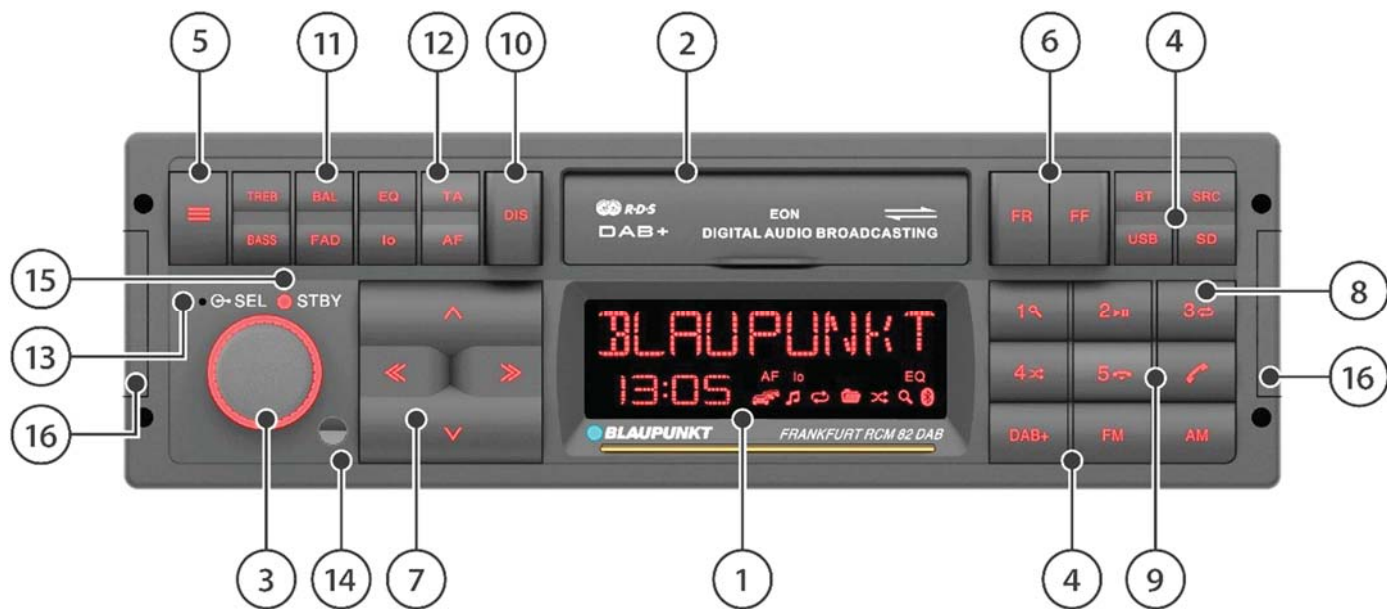 5 11 12 10 2 6 4
TREB BAL EQ TA DIS
BASS FAD lo AF
R·D·S
DAB+
EON
DIGITAL AUDIO BROADCASTING
FR FF BT SRC
USB SD
15
SEL STBY
13
16
BLAUPUNKT
13:05 AF lo EQ
BLAUPUNKT FRANKFURT RCM 82 DAB
1 2 3
4 5
DAB+ FM AM
8
16
3 14 7 1 4 9